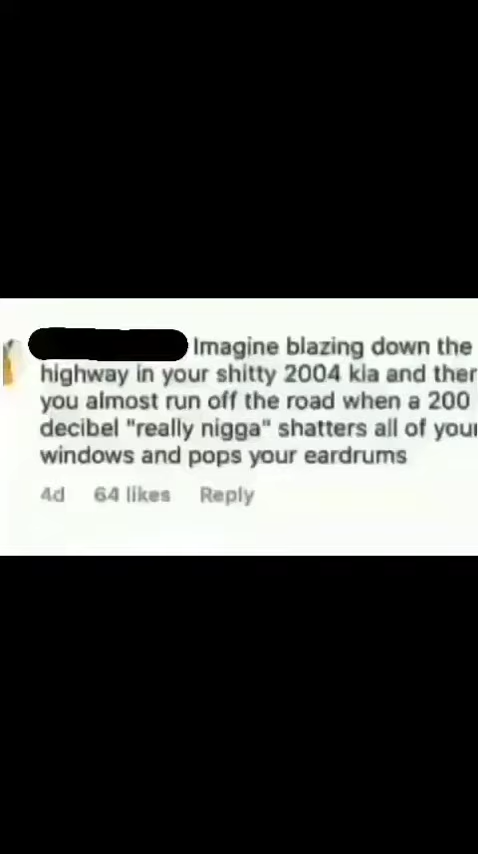 Imagine blazing down the
highway in your shitty 2004 kia and then
you almost run off the road when a 200
decibel "really nigga" shatters all of your
windows and pops your eardrums
4d 64 likes Reply